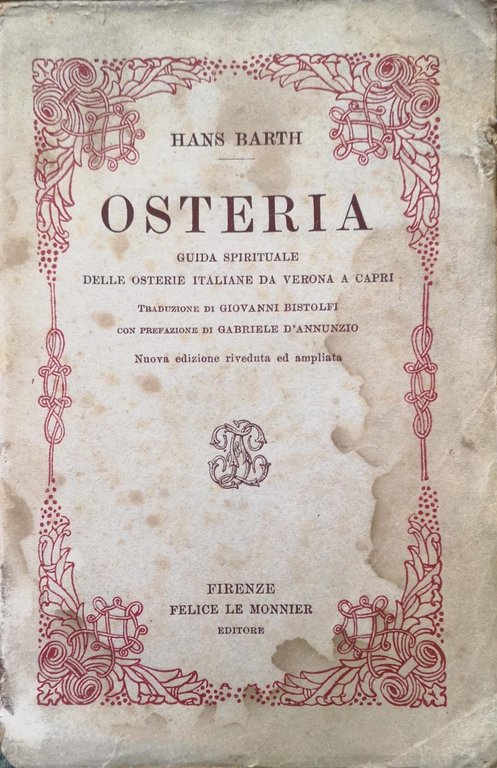 HANS BARTH
OSTERIA
GUIDA SPIRITUALE
DELLE OSTERIE ITALIANE DA VERONA A CAPRI
TRADUZIONE DI GIOVANNI BISTOLFI
CON PREFAZIONE DI GABRIELE D'ANNUNZIO
Nuova edizione riveduta ed ampliata
FIRENZE
FELICE LE MONNIER
EDITORE